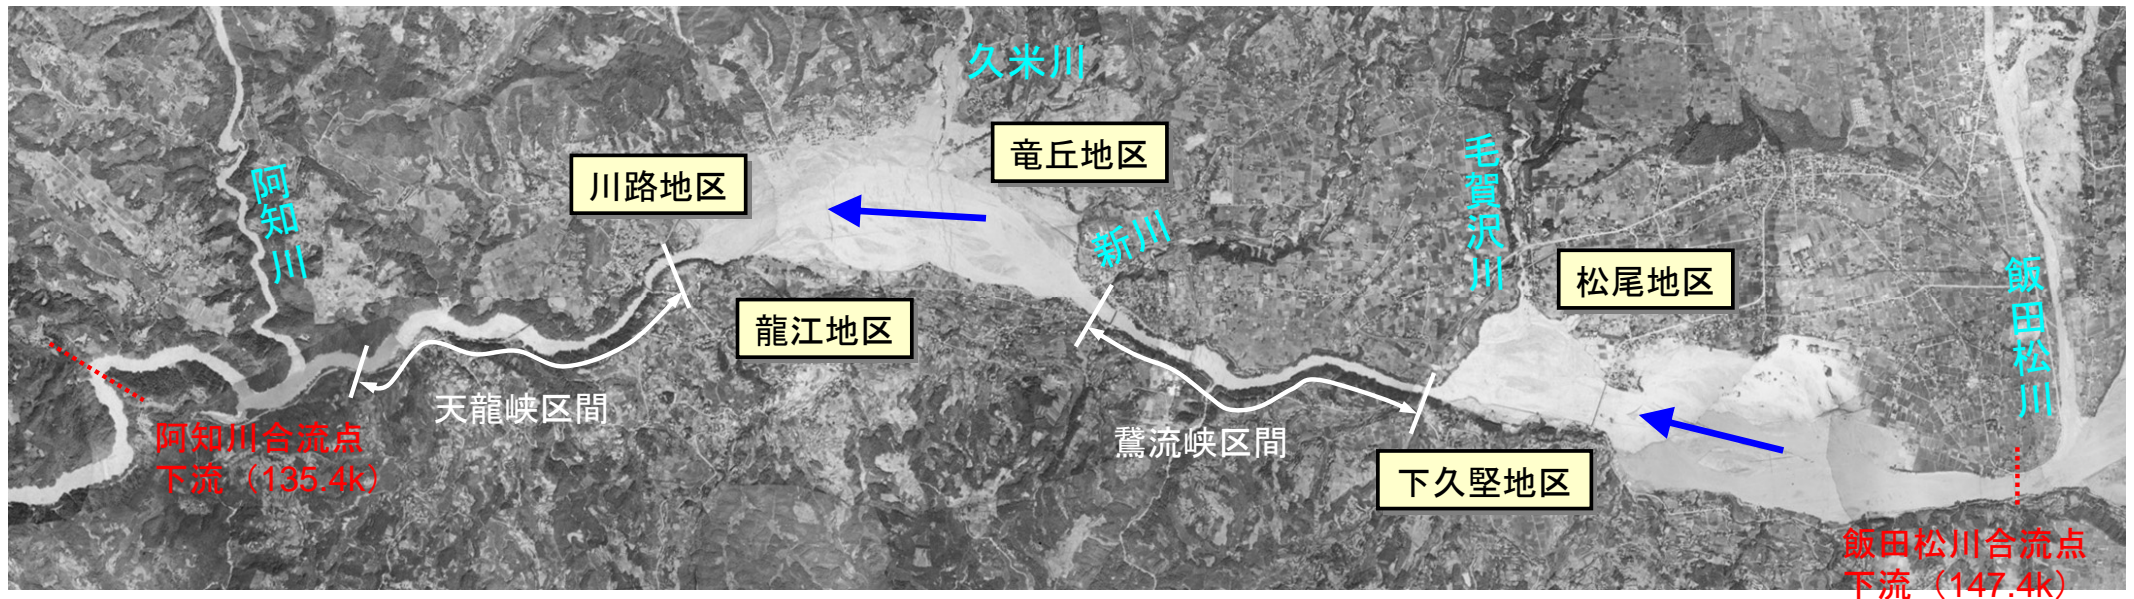 久米川
竜丘地区
川路地区
阿知川
新川
毛賀沢川
松尾地区
飯田松川
龍江地区
天龍峡区間
鵞流峡区間
下久堅地区
阿知川合流点
下流（135.4k）
飯田松川合流点
下流（147.4k）